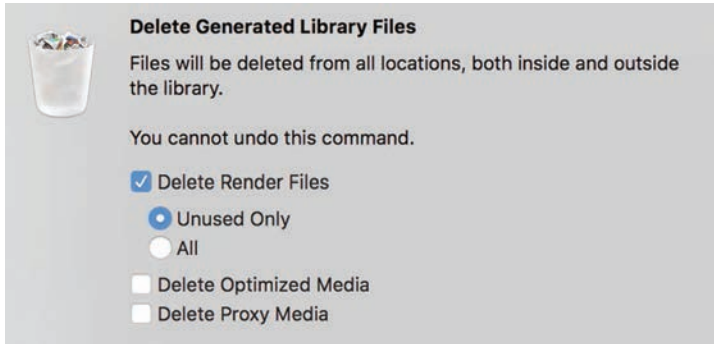 Delete Generated Library Files
Files will be deleted from all locations, both inside and outside
the library.
You cannot undo this command.
Delete Render Files
Unused Only
All
Delete Optimized Media
Delete Proxy Media